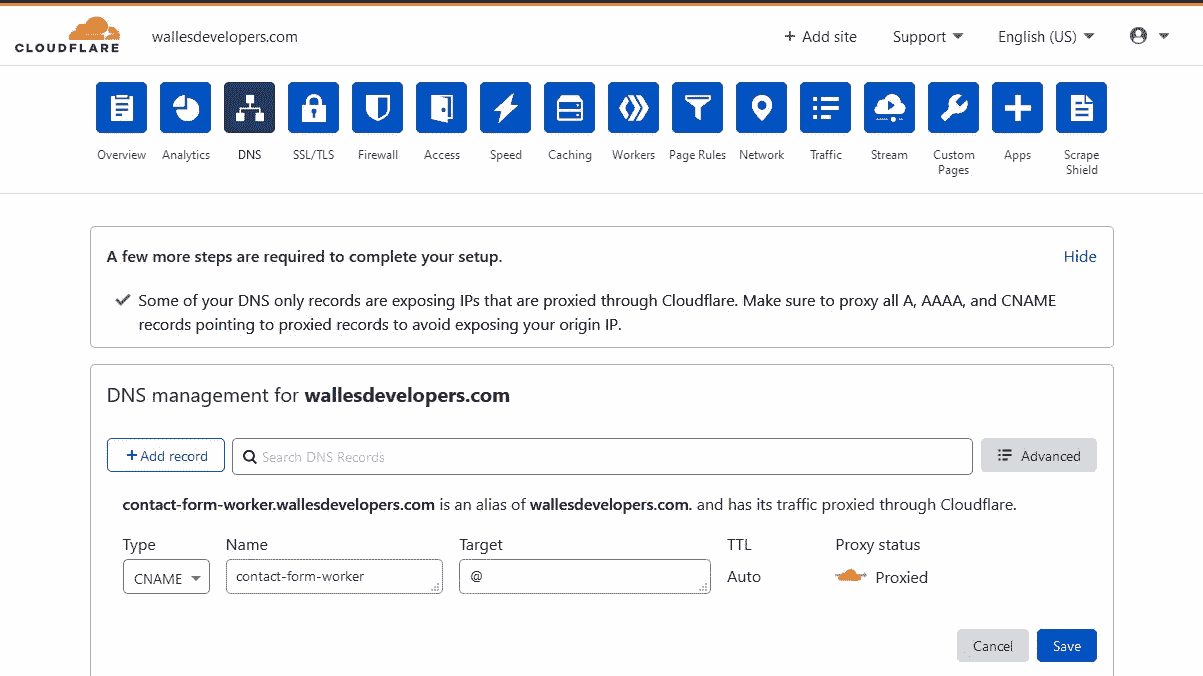 CLOUDFLARE
wallesdevelopers.com
+ Add site
Support
English (US)
Overview
Analytics
DNS
SSL/TLS
Firewall
Access
Speed
Caching
Workers
Page Rules
Network
Traffic
Stream
Custom
Pages
Apps
Scrape
Shield
A few more steps are required to complete your setup.
Hide
Some of your DNS only records are exposing IPs that are proxied through Cloudflare. Make sure to proxy all A, AAAA, and CNAME
records pointing to proxied records to avoid exposing your origin IP.
DNS management for wallesdevelopers.com
+ Add record
Search DNS Records
Advanced
contact-form-worker.wallesdevelopers.com is an alias of wallesdevelopers.com. and has its traffic proxied through Cloudflare.
Type
Name
Target
TTL
Proxy status
CNAME
contact-form-worker
@
Auto
Proxied
Cancel
Save